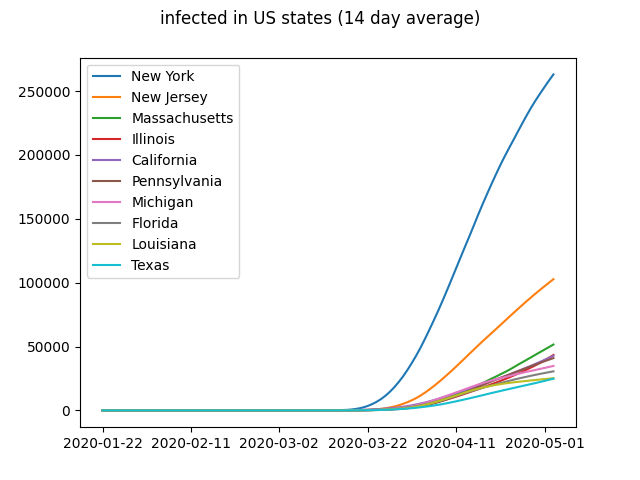 infected in US states (14 day average)
New York
New Jersey
Massachusetts
Illinois
California
Pennsylvania
Michigan
Florida
Louisiana
Texas
250000
200000
150000
100000
50000
0
2020-01-22 2020-02-11 2020-03-02 2020-03-22 2020-04-11 2020-05-01